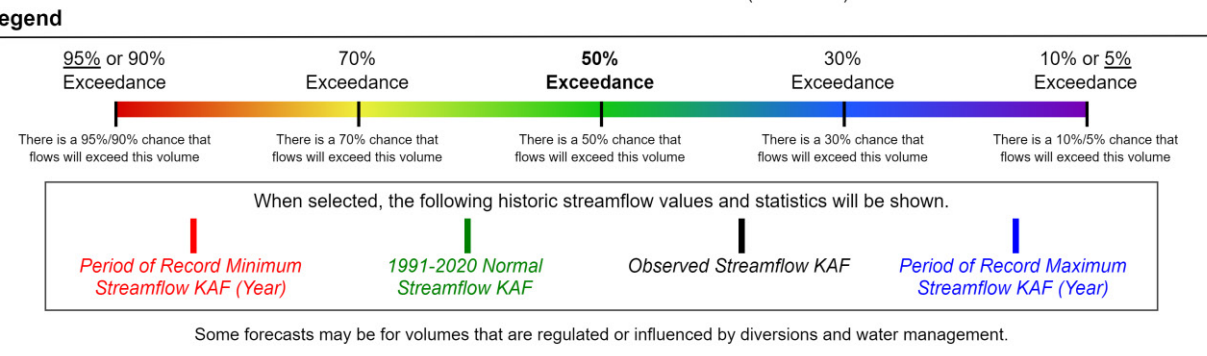 egend
95% or 90% 70% 50% 30% 10% or 5%
Exceedance Exceedance Exceedance Exceedance Exceedance
There is a 95%/90% chance that There is a 70% chance that There is a 50% chance that There is a 30% chance that There is a 10%/5% chance that
flows will exceed this volume flows will exceed this volume flows will exceed this volume flows will exceed this volume flows will exceed this volume
When selected, the following historic streamflow values and statistics will be shown.
Period of Record Minimum 1991-2020 Normal Observed Streamflow KAF Period of Record Maximum
Streamflow KAF (Year) Streamflow KAF Streamflow KAF (Year)
Some forecasts may be for volumes that are regulated or influenced by diversions and water management.